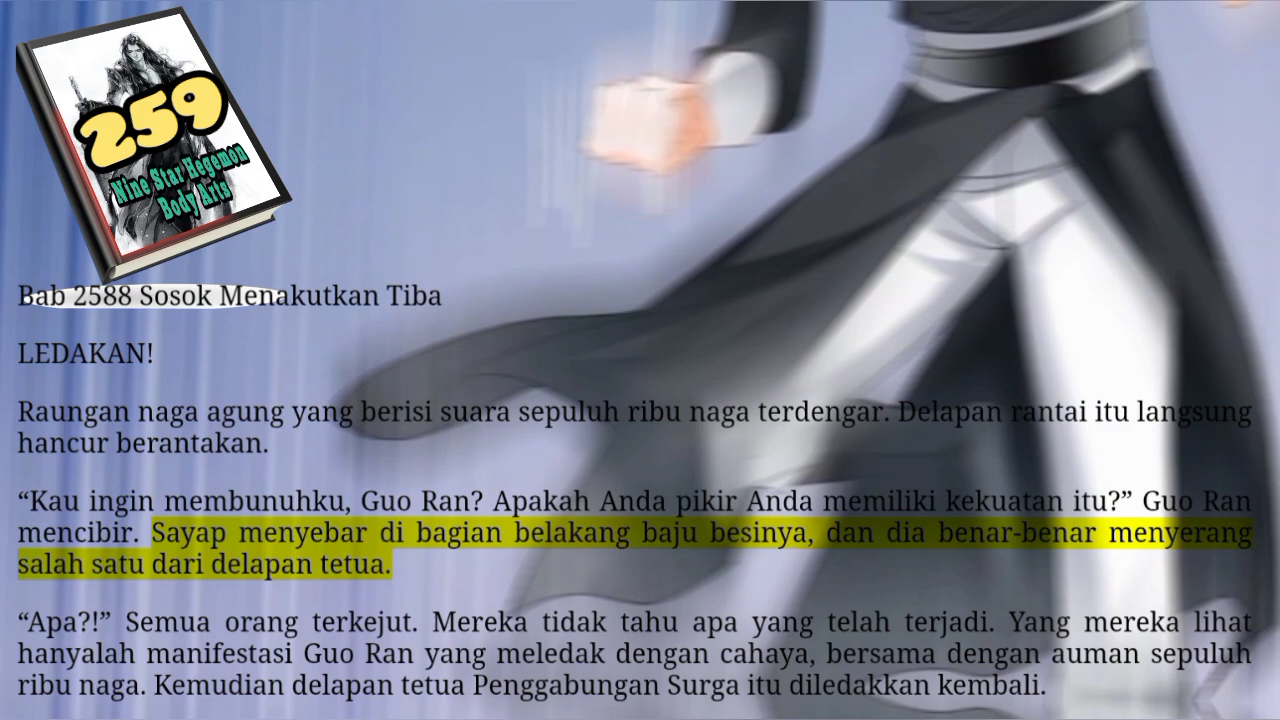 259
Nine Star Hegemon
Body Arts
Bab 2588 Sosok Menakutkan Tiba
LEDAKAN!
Raungan naga agung yang berisi suara sepuluh ribu naga terdengar. Delapan rantai itu langsung
hancur berantakan.
“Kau ingin membunuhku, Guo Ran? Apakah Anda pikir Anda memiliki kekuatan itu?” Guo Ran
mencibir. Sayap menyebar di bagian belakang baju besinya, dan dia benar-benar menyerang
salah satu dari delapan tetua.
“Apa?!” Semua orang terkejut. Mereka tidak tahu apa yang telah terjadi. Yang mereka lihat
hanyalah manifestasi Guo Ran yang meledak dengan cahaya, bersama dengan auman sepuluh
ribu naga. Kemudian delapan tetua Penggabungan Surga itu diledakkan kembali.